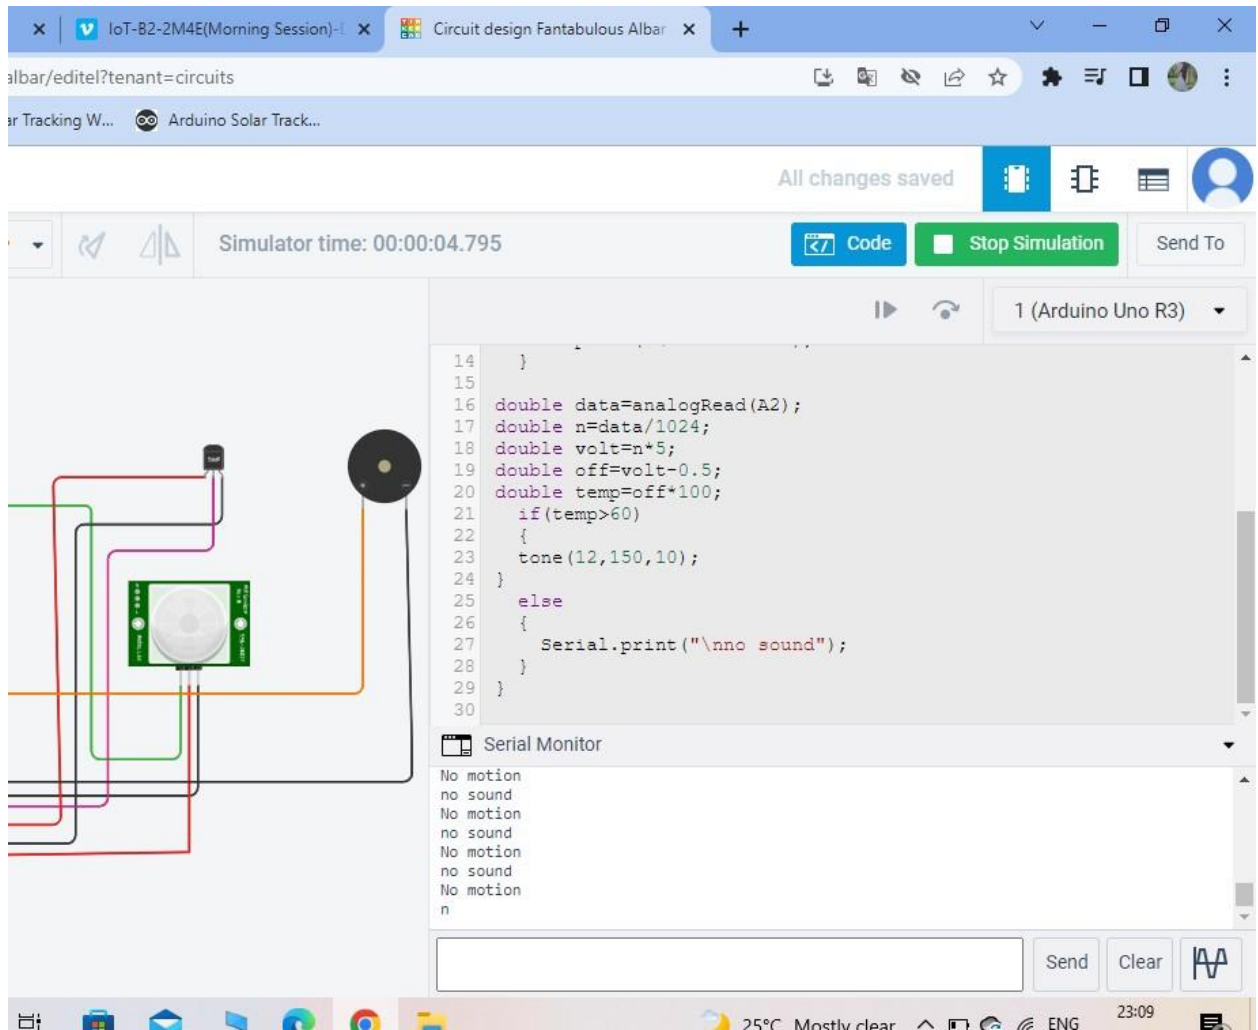 IoT-B2-2M4E(Morning Session)-
Circuit design Fantabulous Albar
albar/editel?tenant=circuits
ar Tracking W...
Arduino Solar Track...
All changes saved
Simulator time: 00:00:04.795
Code
Stop Simulation
Send To
1 (Arduino Uno R3)
14 }
15
16 double data=analogRead(A2);
17 double n=data/1024;
18 double volt=n*5;
19 double off=volt-0.5;
20 double temp=off*100;
21 if(temp>60)
22 {
23 tone(12,150,10);
24 }
25 else
26 {
27 Serial.print("\nno sound");
28 }
29 }
30
Serial Monitor
No motion
no sound
No motion
no sound
No motion
no sound
No motion
n
Send
Clear
25°C Mostly clear
ENG
23:09